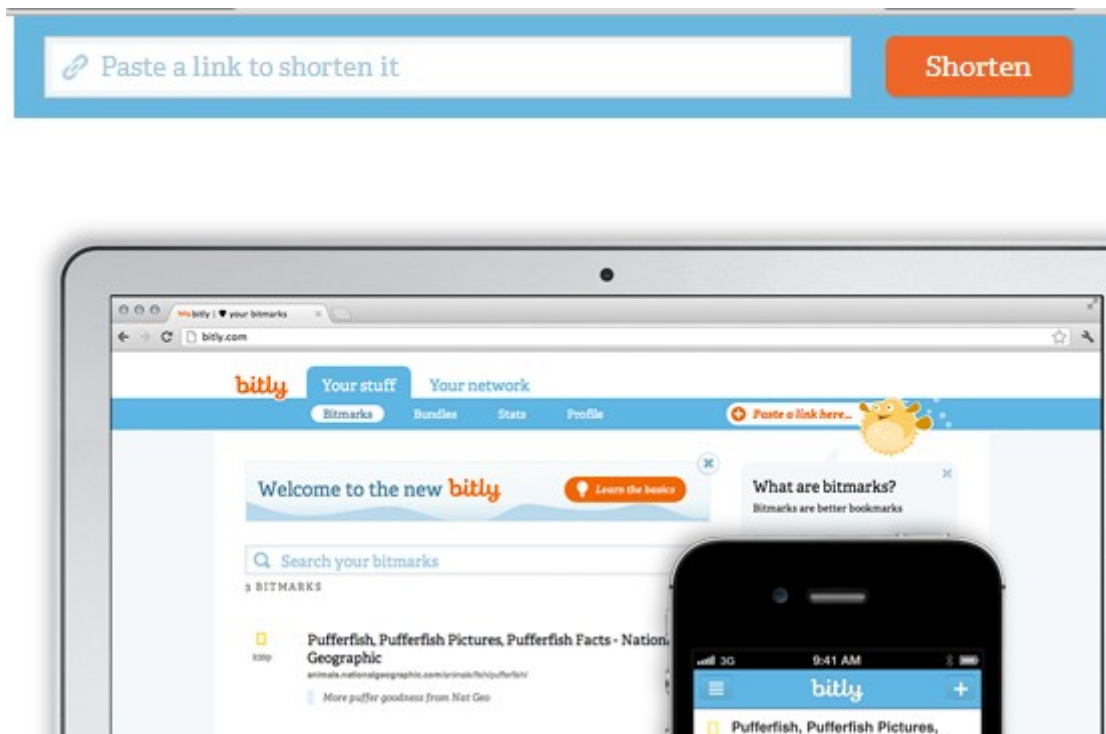 Paste a link to shorten it
Shorten
bitly | your bitmarks
bitly.com
bitly
Your stuff
Your network
Bitmarks
Bundles
Stats
Profile
Paste a link here...
Welcome to the new bitly
Learn the basics
What are bitmarks?
Bitmarks are better bookmarks
Search your bitmarks
3 BITMARKS
Pufferfish, Pufferfish Pictures, Pufferfish Facts - Nation
Geographic
animals.nationalgeographic.com/animals/fish/pufferfish/
More puffer goodness from Nat Geo
3G
9:41 AM
bitly
Pufferfish, Pufferfish Pictures,